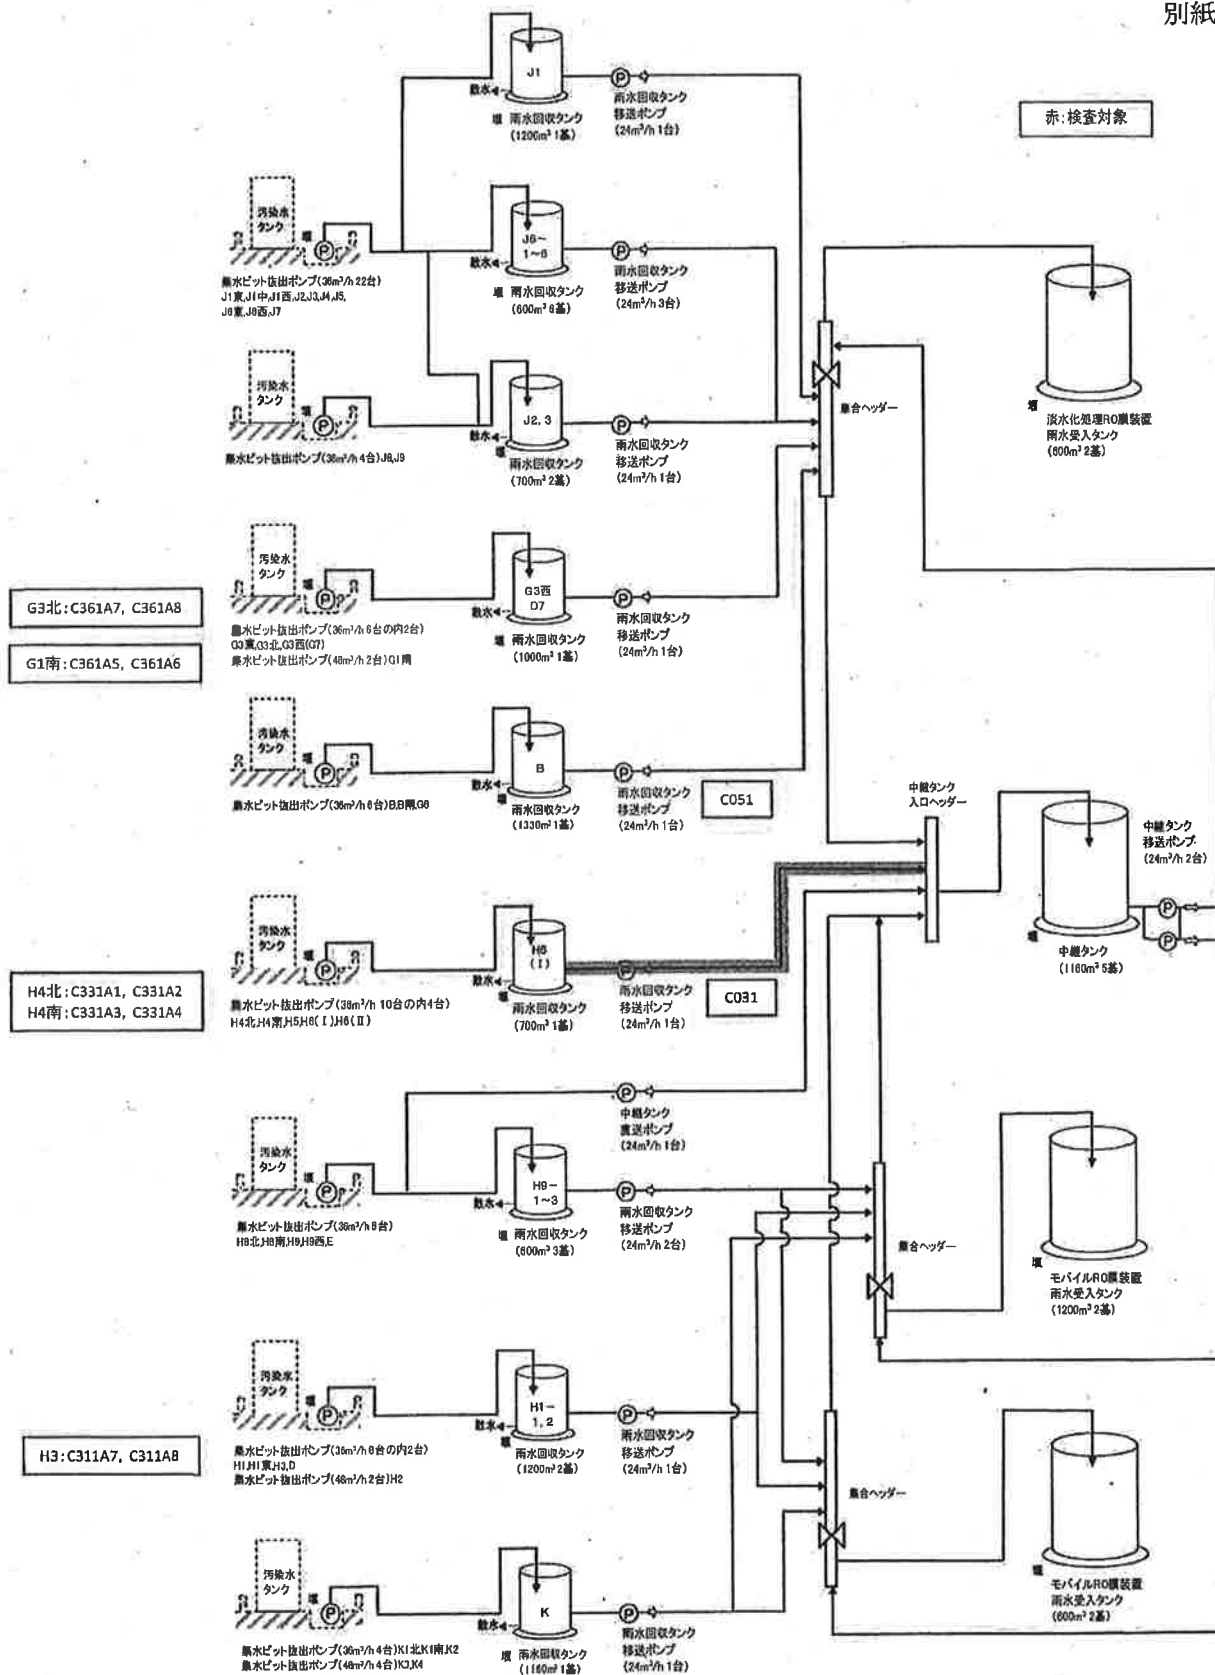 別紙
赤:検査対象
J1
散水
堰 雨水回収タンク
(1200m³ 1基)
P
雨水回収タンク
移送ポンプ
(24m³/h 1台)
汚染水
タンク
堰
P
集水ピット抜出ポンプ(36m³/h 22台)
J1東,J1中,J1西,J2,J3,J4,J5,
J6東,J6西,J7
J6~
1~6
散水
堰 雨水回収タンク
(600m³ 6基)
P
雨水回収タンク
移送ポンプ
(24m³/h 3台)
汚染水
タンク
堰
P
集水ピット抜出ポンプ(36m³/h 4台)J8,J9
J2, 3
散水
堰
雨水回収タンク
(700m³ 2基)
P
雨水回収タンク
移送ポンプ
(24m³/h 1台)
集合ヘッダー
堰
淡水化処理RO膜装置
雨水受入タンク
(600m³ 2基)
G3北:C361A7, C361A8
G1南:C361A5, C361A6
汚染水
タンク
堰
P
集水ピット抜出ポンプ(36m³/h 6台の内2台)
G3東,G3北,G3西(G7)
集水ピット抜出ポンプ(48m³/h 2台)G1南
G3西
D7
散水
堰 雨水回収タンク
(1000m³ 1基)
P
雨水回収タンク
移送ポンプ
(24m³/h 1台)
汚染水
タンク
堰
P
集水ピット抜出ポンプ(36m³/h 6台)B,B南,G6
B
散水
堰
雨水回収タンク
(1330m³ 1基)
P
雨水回収タンク
移送ポンプ
(24m³/h 1台)
C051
中継タンク
入口ヘッダー
中継タンク
移送ポンプ
(24m³/h 2台)
P
P
堰
中継タンク
(1160m³ 5基)
H4北:C331A1, C331A2
H4南:C331A3, C331A4
汚染水
タンク
堰
P
集水ピット抜出ポンプ(36m³/h 10台の内4台)
H4北,H4南,H5,H6(Ⅰ),H6(Ⅱ)
H6
(Ⅰ)
散水
堰
雨水回収タンク
(700m³ 1基)
P
雨水回収タンク
移送ポンプ
(24m³/h 1台)
C031
P
中継タンク
裏送ポンプ
(24m³/h 1台)
汚染水
タンク
堰
P
集水ピット抜出ポンプ(36m³/h 8台)
H8北,H8南,H9,H9西,E
H9-
1~3
散水
堰 雨水回収タンク
(600m³ 3基)
P
雨水回収タンク
移送ポンプ
(24m³/h 2台)
集合ヘッダー
堰
モバイルRO膜装置
雨水受入タンク
(1200m³ 2基)
H3:C311A7, C311A8
汚染水
タンク
堰
P
集水ピット抜出ポンプ(36m³/h 8台の内2台)
H1,H1東,H3,D
集水ピット抜出ポンプ(48m³/h 2台)H2
H1-
1, 2
散水
堰
雨水回収タンク
(1200m³ 2基)
P
雨水回収タンク
移送ポンプ
(24m³/h 1台)
集合ヘッダー
堰
モバイルRO膜装置
雨水受入タンク
(600m³ 2基)
汚染水
タンク
堰
P
集水ピット抜出ポンプ(36m³/h 4台)K1北,K1南,K2
集水ピット抜出ポンプ(48m³/h 4台)K3,K4
K
散水
堰 雨水回収タンク
(1160m³ 1基)
P
雨水回収タンク
移送ポンプ
(24m³/h 1台)